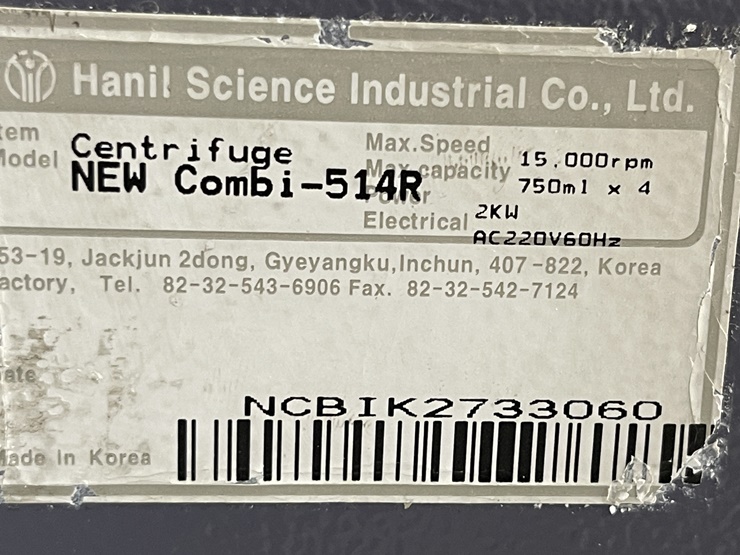 Hanil Science Industrial Co., Ltd.
Centrifuge
Model NEW Combi-514R
Max.Speed 15.000rpm
Max.capacity 750ml x 4
Power 2KW
Electrical AC220V60Hz
53-19, Jackjun 2dong, Gyeyangku,Inchun, 407-822, Korea
actory, Tel. 82-32-543-6906 Fax. 82-32-542-7124
ate
NCBIK2733060
Made In Korea